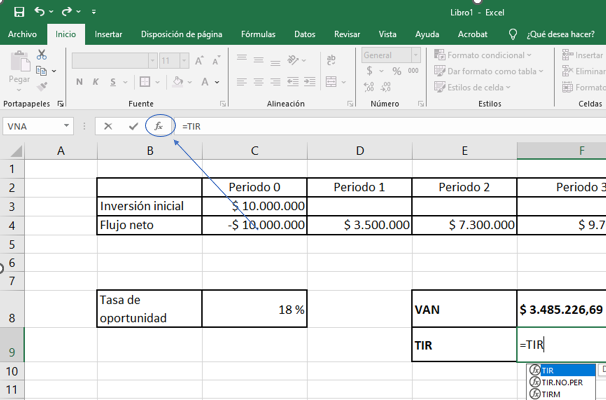 Libro1 - Excel
Archivo Inicio Insertar Disposición de página Fórmulas Datos Revisar Vista Ayuda Acrobat ¿Qué desea hacer?
Pegar
11 A A
N K S
General
$ % 000
Formato condicional
Dar formato como tabla
Estilos de celda
Insertar
Eliminar
Formato
Portapapeles Fuente Alineación Número Estilos Celdas
VNA fx =TIR
A B C D E F
1
2 Periodo 0 Periodo 1 Periodo 2 Periodo 3
3 Inversión inicial $ 10.000.000
4 Flujo neto -$ 10.000.000 $ 3.500.000 $ 7.300.000 $ 9.7
5
6
7
8 Tasa de oportunidad 18 % VAN $ 3.485.226,69
9 TIR =TIR
10 TIR
11 TIR.NO.PER
TIRM